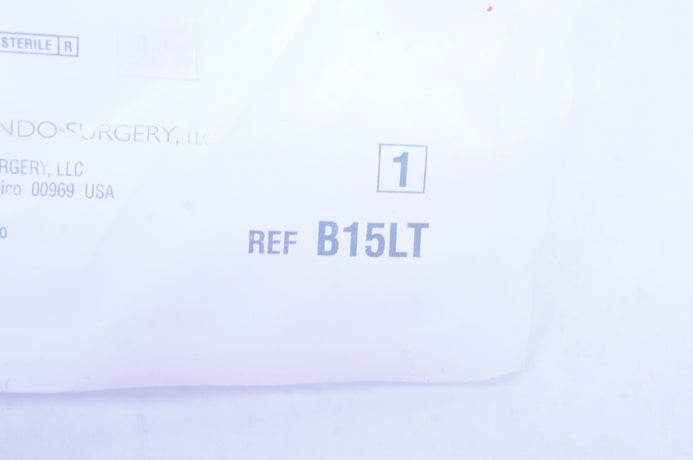 STERILE R
NDO-SURGERY, LLC
RGERY, LLC
ico 00969 USA
o
1
REF B15LT